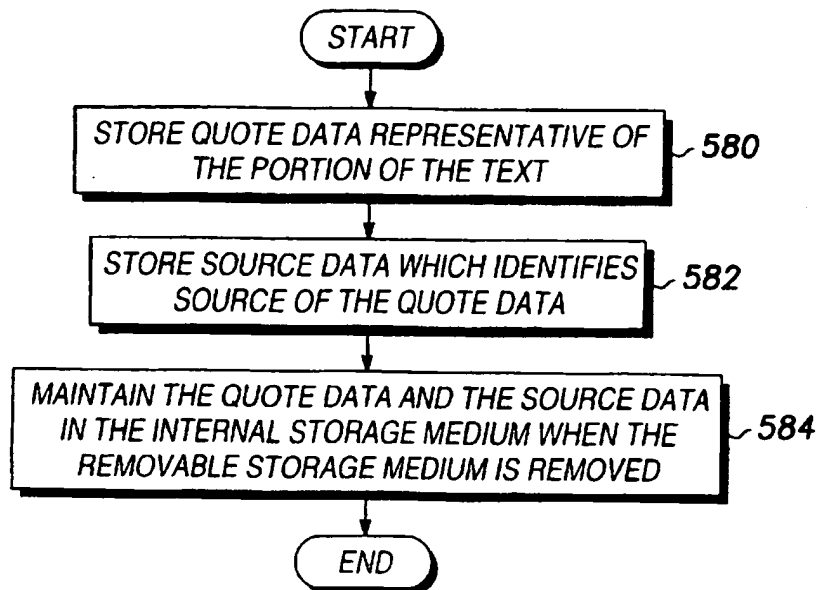 START
STORE QUOTE DATA REPRESENTATIVE OF
THE PORTION OF THE TEXT
580
STORE SOURCE DATA WHICH IDENTIFIES
SOURCE OF THE QUOTE DATA
582
MAINTAIN THE QUOTE DATA AND THE SOURCE DATA
IN THE INTERNAL STORAGE MEDIUM WHEN THE
REMOVABLE STORAGE MEDIUM IS REMOVED
584
END